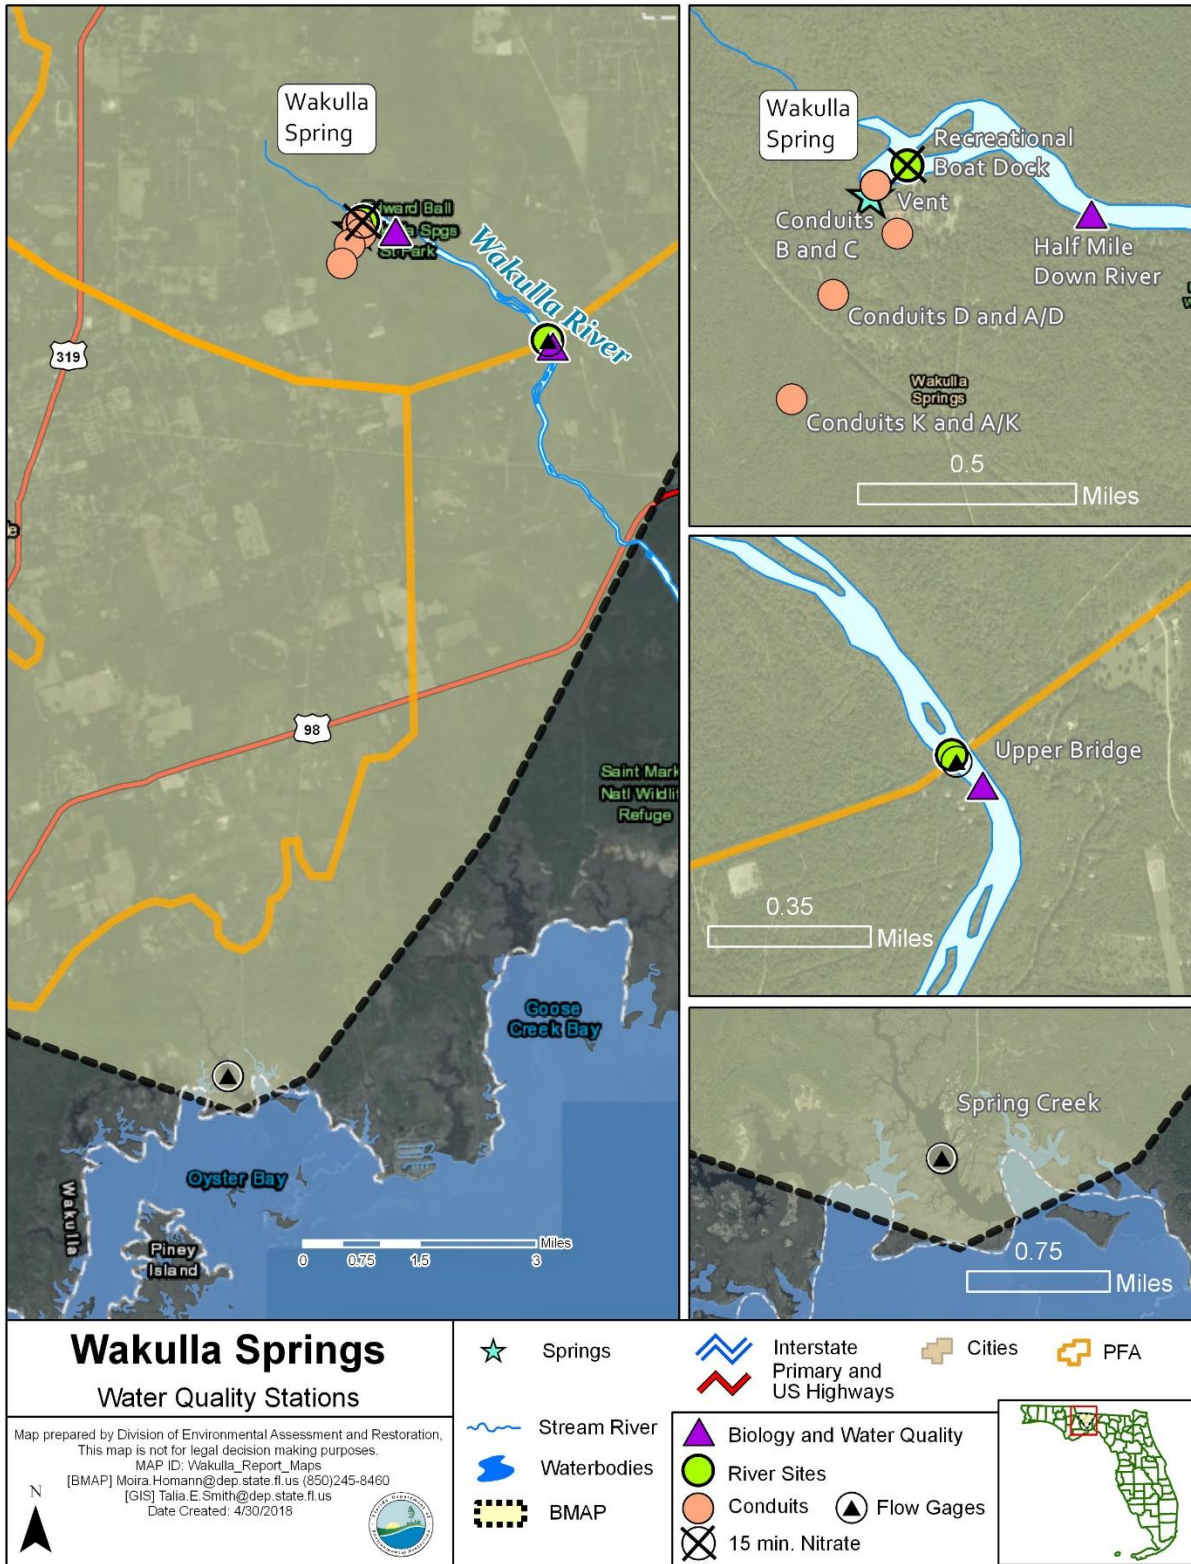 Wakulla
Spring
Edward Ball
Spgs
St Park
Wakulla River
319
98
Saint Mark
Natl Wildli
Refuge
Goose
Creek Bay
Oyster Bay
Wakulla
Piney
Island
Miles
0 0.75 1.5 3
Wakulla
Spring
Recreational
Boat Dock
Vent
Conduits
B and C
Half Mile
Down River
Conduits D and A/D
Wakulla
Springs
Conduits K and A/K
0.5
Miles
Upper Bridge
0.35
Miles
Spring Creek
0.75
Miles
Wakulla Springs
Water Quality Stations
Map prepared by Division of Environmental Assessment and Restoration,
This map is not for legal decision making purposes.
MAP ID: Wakulla_Report_Maps
[BMAP] Moira.Homann@dep.state.fl.us (850)245-8460
[GIS] Talia.E.Smith@dep.state.fl.us
Date Created: 4/30/2018
N
Springs
Stream River
Waterbodies
BMAP
Interstate
Primary and
US Highways
Cities
PFA
Biology and Water Quality
River Sites
Conduits
Flow Gages
15 min. Nitrate